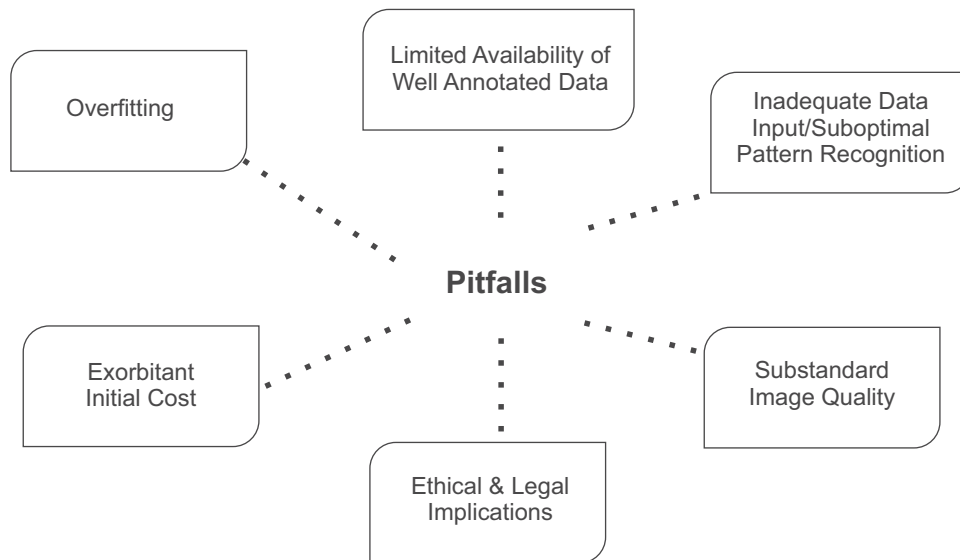 Limited Availability of
Well Annotated Data
Overfitting
Inadequate Data
Input/Suboptimal
Pattern Recognition
Pitfalls
Exorbitant
Initial Cost
Substandard
Image Quality
Ethical & Legal
Implications